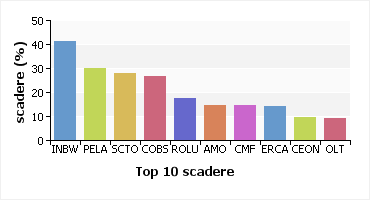 50
40
30
20
10
0
scadere (%)
INBW PELA SCTO COBS ROLU AMO CMF ERCA CEON OLT
Top 10 scadere